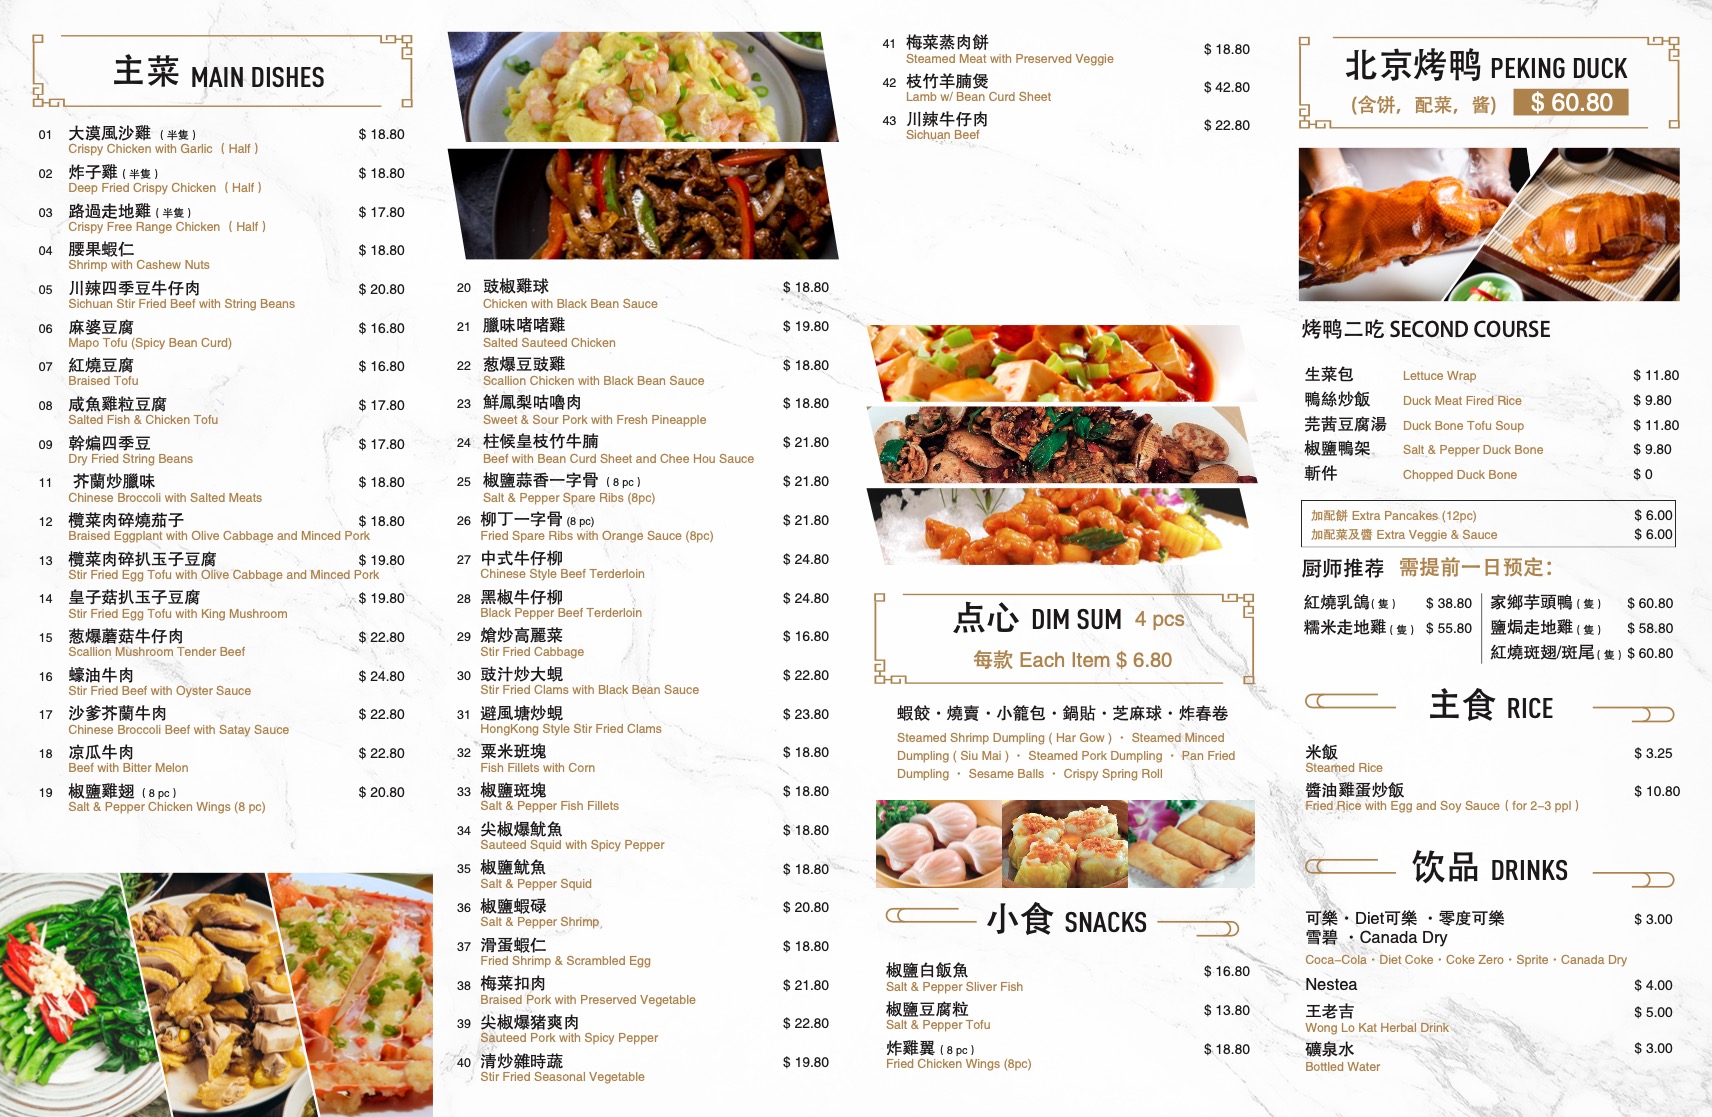 主菜 MAIN DISHES
01 大漠風沙雞 ( 半隻 ) $ 18.80
Crispy Chicken with Garlic ( Half )
02 炸子雞 ( 半隻 ) $ 18.80
Deep Fried Crispy Chicken ( Half )
03 路過走地雞 ( 半隻 ) $ 17.80
Crispy Free Range Chicken ( Half )
04 腰果蝦仁 $ 18.80
Shrimp with Cashew Nuts
05 川辣四季豆牛仔肉 $ 20.80
Sichuan Stir Fried Beef with String Beans
06 麻婆豆腐 $ 16.80
Mapo Tofu (Spicy Bean Curd)
07 紅燒豆腐 $ 16.80
Braised Tofu
08 咸魚雞粒豆腐 $ 17.80
Salted Fish & Chicken Tofu
09 幹煸四季豆 $ 17.80
Dry Fried String Beans
11 芥蘭炒臘味 $ 18.80
Chinese Broccoli with Salted Meats
12 欖菜肉碎燒茄子 $ 18.80
Braised Eggplant with Olive Cabbage and Minced Pork
13 欖菜肉碎扒玉子豆腐 $ 19.80
Stir Fried Egg Tofu with Olive Cabbage and Minced Pork
14 皇子菇扒玉子豆腐 $ 19.80
Stir Fried Egg Tofu with King Mushroom
15 葱爆蘑菇牛仔肉 $ 22.80
Scallion Mushroom Tender Beef
16 蠔油牛肉 $ 24.80
Stir Fried Beef with Oyster Sauce
17 沙爹芥蘭牛肉 $ 22.80
Chinese Broccoli Beef with Satay Sauce
18 凉瓜牛肉 $ 22.80
Beef with Bitter Melon
19 椒鹽雞翅 ( 8 pc ) $ 20.80
Salt & Pepper Chicken Wings (8 pc)
20 豉椒雞球 $ 18.80
Chicken with Black Bean Sauce
21 臘味啫啫雞 $ 19.80
Salted Sauteed Chicken
22 葱爆豆豉雞 $ 18.80
Scallion Chicken with Black Bean Sauce
23 鮮鳳梨咕嚕肉 $ 18.80
Sweet & Sour Pork with Fresh Pineapple
24 柱候皇枝竹牛腩 $ 21.80
Beef with Bean Curd Sheet and Chee Hou Sauce
25 椒鹽蒜香一字骨 ( 8 pc ) $ 21.80
Salt & Pepper Spare Ribs (8pc)
26 柳丁一字骨 (8 pc) $ 21.80
Fried Spare Ribs with Orange Sauce (8pc)
27 中式牛仔柳 $ 24.80
Chinese Style Beef Terderloin
28 黑椒牛仔柳 $ 24.80
Black Pepper Beef Terderloin
29 熗炒高麗菜 $ 16.80
Stir Fried Cabbage
30 豉汁炒大蜆 $ 22.80
Stir Fried Clams with Black Bean Sauce
31 避風塘炒蜆 $ 23.80
HongKong Style Stir Fried Clams
32 粟米班塊 $ 18.80
Fish Fillets with Corn
33 椒鹽斑塊 $ 18.80
Salt & Pepper Fish Fillets
34 尖椒爆魷魚 $ 18.80
Sauteed Squid with Spicy Pepper
35 椒鹽魷魚 $ 18.80
Salt & Pepper Squid
36 椒鹽蝦碌 $ 20.80
Salt & Pepper Shrimp,
37 滑蛋蝦仁 $ 18.80
Fried Shrimp & Scrambled Egg
38 梅菜扣肉 $ 21.80
Braised Pork with Preserved Vegetable
39 尖椒爆猪爽肉 $ 22.80
Sauteed Pork with Spicy Pepper
40 清炒雜時蔬 $ 19.80
Stir Fried Seasonal Vegetable
41 梅菜蒸肉餅 $ 18.80
Steamed Meat with Preserved Veggie
42 枝竹羊腩煲 $ 42.80
Lamb w/ Bean Curd Sheet
43 川辣牛仔肉 $ 22.80
Sichuan Beef
点心 DIM SUM 4 pcs
每款 Each Item $ 6.80
蝦餃・燒賣・小籠包・鍋貼・芝麻球・炸春卷
Steamed Shrimp Dumpling ( Har Gow ) ・ Steamed Minced
Dumpling ( Siu Mai ) ・ Steamed Pork Dumpling ・ Pan Fried
Dumpling ・ Sesame Balls ・ Crispy Spring Roll
小食 SNACKS
椒鹽白飯魚 $ 16.80
Salt & Pepper Sliver Fish
椒鹽豆腐粒 $ 13.80
Salt & Pepper Tofu
炸雞翼 ( 8 pc ) $ 18.80
Fried Chicken Wings (8pc)
北京烤鸭 PEKING DUCK
(含饼, 配菜, 酱) $ 60.80
烤鸭二吃 SECOND COURSE
生菜包 Lettuce Wrap $ 11.80
鴨絲炒飯 Duck Meat Fired Rice $ 9.80
芫茜豆腐湯 Duck Bone Tofu Soup $ 11.80
椒鹽鴨架 Salt & Pepper Duck Bone $ 9.80
斬件 Chopped Duck Bone $ 0
加配餅 Extra Pancakes (12pc) $ 6.00
加配菜及醬 Extra Veggie & Sauce $ 6.00
厨师推荐 需提前一日预定：
紅燒乳鴿( 隻 ) $ 38.80 家鄉芋頭鴨( 隻 ) $ 60.80
糯米走地雞( 隻 ) $ 55.80 鹽焗走地雞( 隻 ) $ 58.80
紅燒斑翅/斑尾( 隻 ) $ 60.80
主食 RICE
米飯 $ 3.25
Steamed Rice
醬油雞蛋炒飯 $ 10.80
Fried Rice with Egg and Soy Sauce ( for 2-3 ppl )
饮品 DRINKS
可樂・Diet可樂 ・零度可樂 $ 3.00
雪碧 ・Canada Dry
Coca-Cola・Diet Coke・Coke Zero・Sprite・Canada Dry
Nestea $ 4.00
王老吉 $ 5.00
Wong Lo Kat Herbal Drink
礦泉水 $ 3.00
Bottled Water